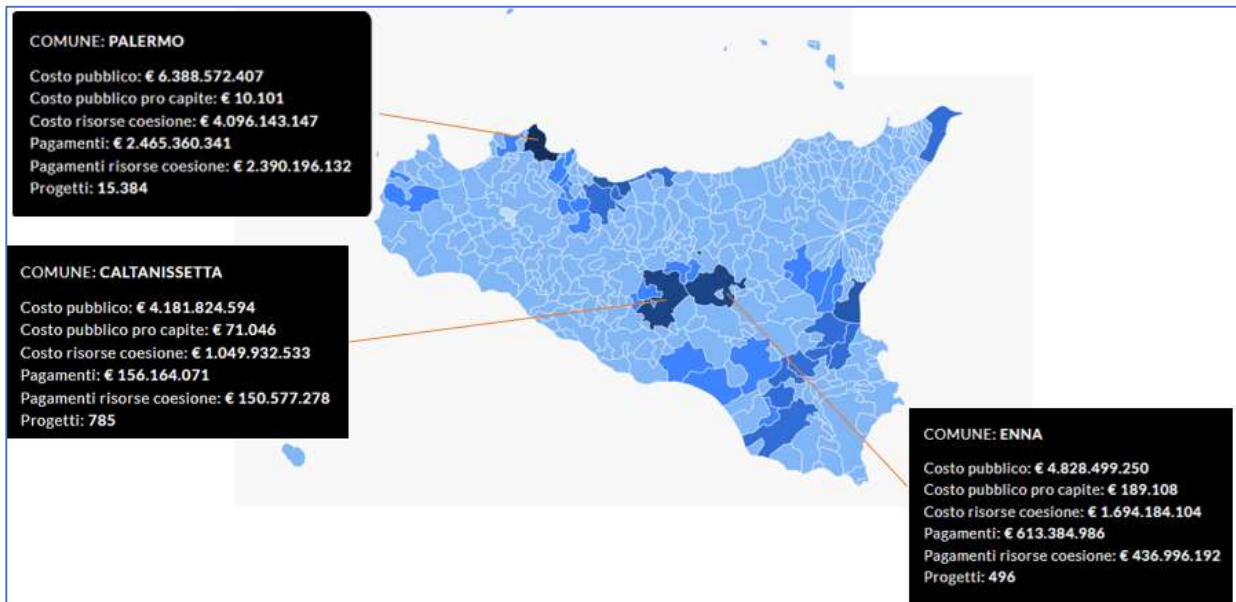 COMUNE: PALERMO
Costo pubblico: € 6.388.572.407
Costo pubblico pro capite: € 10.101
Costo risorse coesione: € 4.096.143.147
Pagamenti: € 2.465.360.341
Pagamenti risorse coesione: € 2.390.196.132
Progetti: 15.384
COMUNE: CALTANISSETTA
Costo pubblico: € 4.181.824.594
Costo pubblico pro capite: € 71.046
Costo risorse coesione: € 1.049.932.533
Pagamenti: € 156.164.071
Pagamenti risorse coesione: € 150.577.278
Progetti: 785
COMUNE: ENNA
Costo pubblico: € 4.828.499.250
Costo pubblico pro capite: € 189.108
Costo risorse coesione: € 1.694.184.104
Pagamenti: € 613.384.986
Pagamenti risorse coesione: € 436.996.192
Progetti: 496